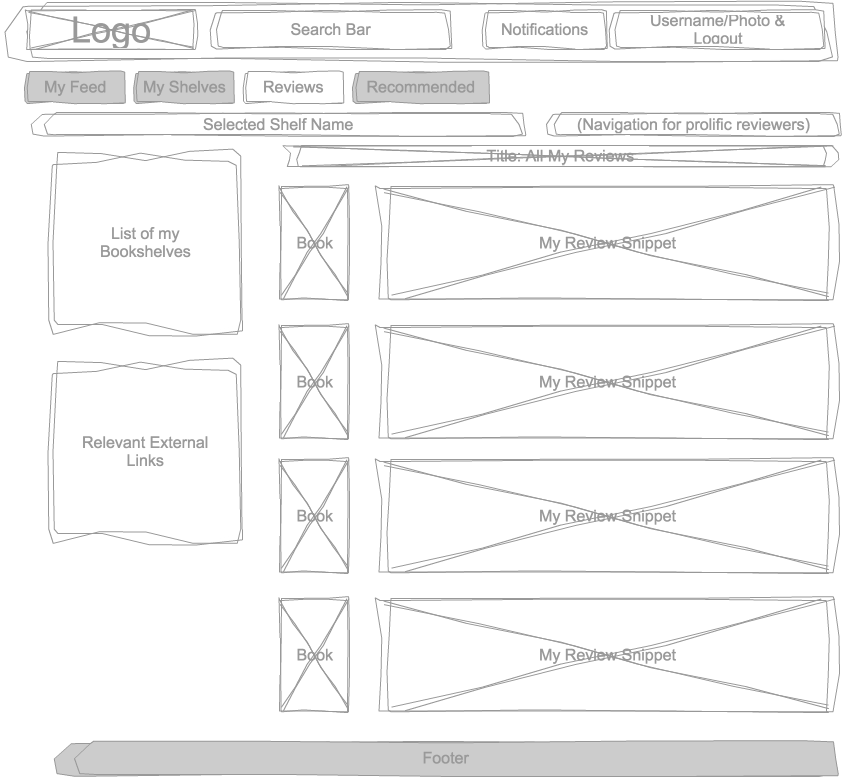 Logo
Search Bar
Notifications
Username/Photo &
Logout
My Feed
My Shelves
Reviews
Recommended
Selected Shelf Name
(Navigation for prolific reviewers)
Title: All My Reviews
List of my
Bookshelves
Book
My Review Snippet
Book
My Review Snippet
Relevant External
Links
Book
My Review Snippet
Book
My Review Snippet
Footer